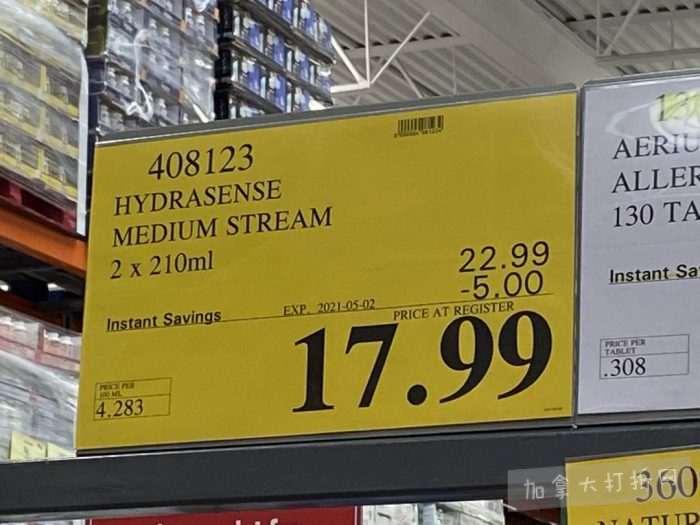 408123
HYDRASENSE
MEDIUM STREAM
2 x 210ml
22.99
-5.00
Instant Savings
EXP. 2021-05-02
PRICE AT REGISTER
17.99
PRICE PER
100 ML
4.283
AERIU
ALLER
130 TA
Instant Sa
PRICE PER
TABLET
.308
360
NATUR
加拿大打折网